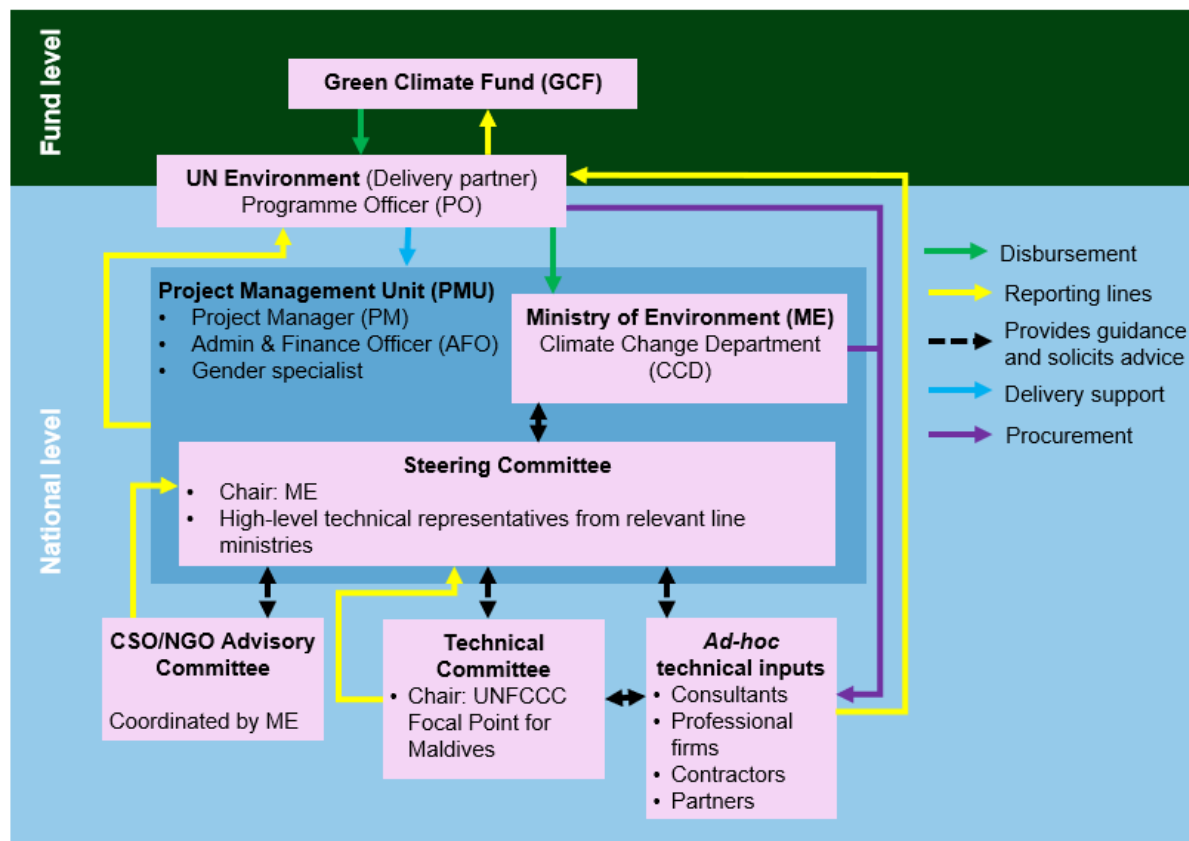 Fund level
Green Climate Fund (GCF)
UN Environment (Delivery partner)
Programme Officer (PO)
National level
Project Management Unit (PMU)
• Project Manager (PM)
• Admin & Finance Officer (AFO)
• Gender specialist
Ministry of Environment (ME)
Climate Change Department
(CCD)
Steering Committee
• Chair: ME
• High-level technical representatives from relevant line
ministries
CSO/NGO Advisory
Committee
Coordinated by ME
Technical
Committee
• Chair: UNFCCC
Focal Point for
Maldives
Ad-hoc
technical inputs
• Consultants
• Professional
firms
• Contractors
• Partners
Disbursement
Reporting lines
Provides guidance
and solicits advice
Delivery support
Procurement